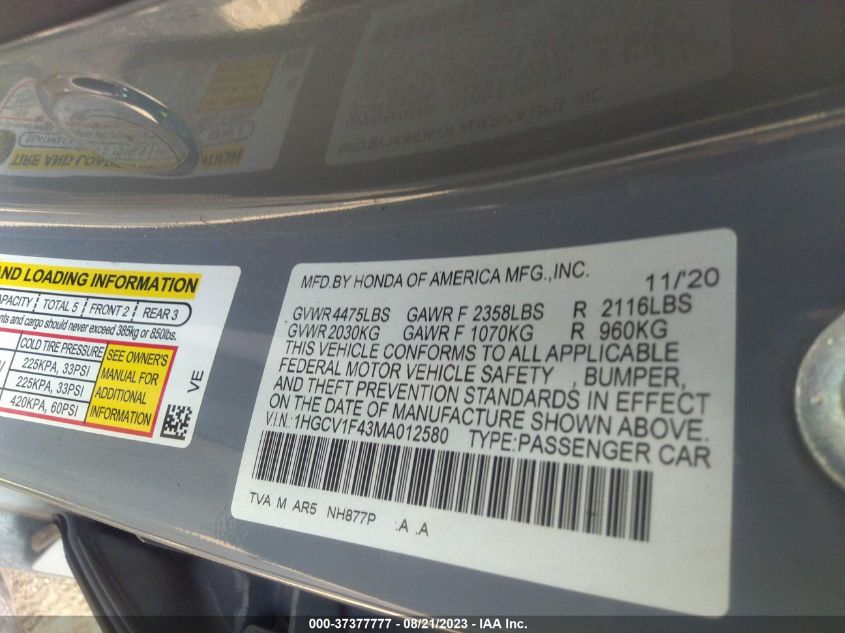 AND LOADING INFORMATION
CAPACITY TOTAL 5 FRONT 2 REAR 3
and cargo should never exceed 385kg or 850lbs.
COLD TIRE PRESSURE
225KPA, 33PSI
225KPA, 33PSI
420KPA, 60PSI
SEE OWNER'S
MANUAL FOR
ADDITIONAL
INFORMATION
VE
MFD.BY HONDA OF AMERICA MFG.,INC. 11/'20
GVWR 4475LBS GAWR F 2358LBS R 2116LBS
GVWR 2030KG GAWR F 1070KG R 960KG
THIS VEHICLE CONFORMS TO ALL APPLICABLE
FEDERAL MOTOR VEHICLE SAFETY , BUMPER,
AND THEFT PREVENTION STANDARDS IN EFFECT
ON THE DATE OF MANUFACTURE SHOWN ABOVE.
V.I.N.:1HGCV1F43MA012580 TYPE:PASSENGER CAR
TVA M AR5 NH877P .A .A
000-37377777 - 08/21/2023 - IAA Inc.